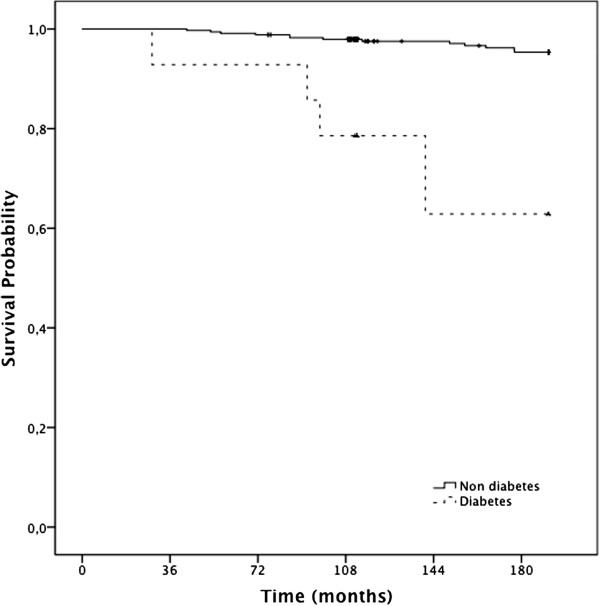 1,0
0,8
0,6
0,4
0,2
0,0
Survival Probability
Non diabetes
Diabetes
0 36 72 108 144 180
Time (months)